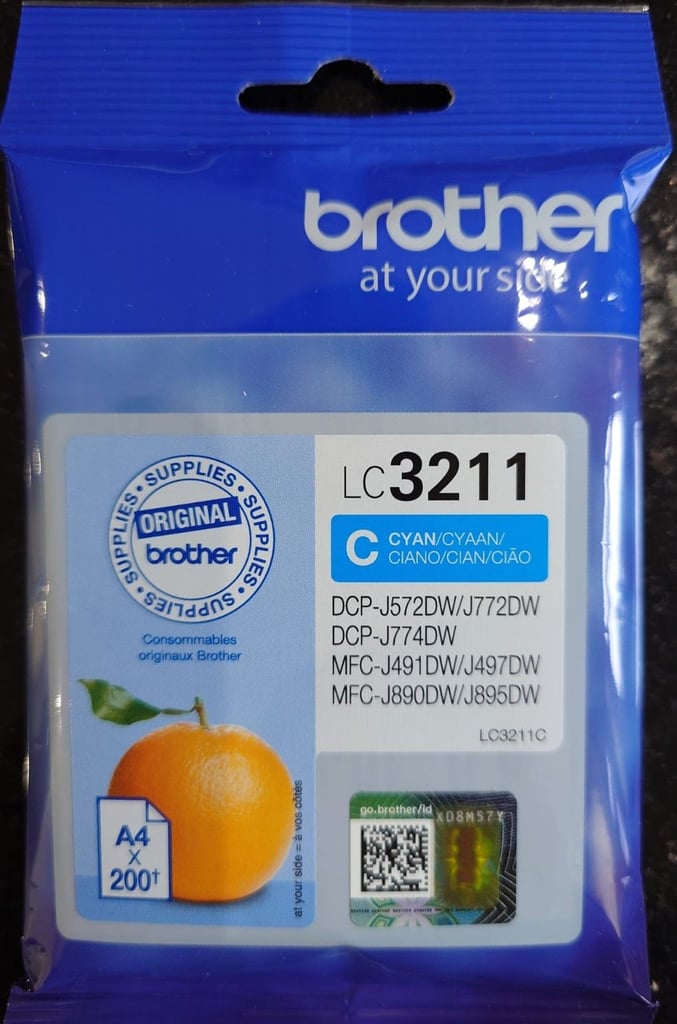 brother
at your side
SUPPLIES • SUPPLIES • SUPPLIES • SUPPLIES •
ORIGINAL
brother
Consommables
originaux Brother
LC3211
C CYAN/CYAAN/
CIANO/CIAN/CIÃO
DCP-J572DW/J772DW
DCP-J774DW
MFC-J491DW/J497DW
MFC-J890DW/J895DW
LC3211C
A4
X
200†
at your side = à vos côtés
go.brother/id
XD8M57Y